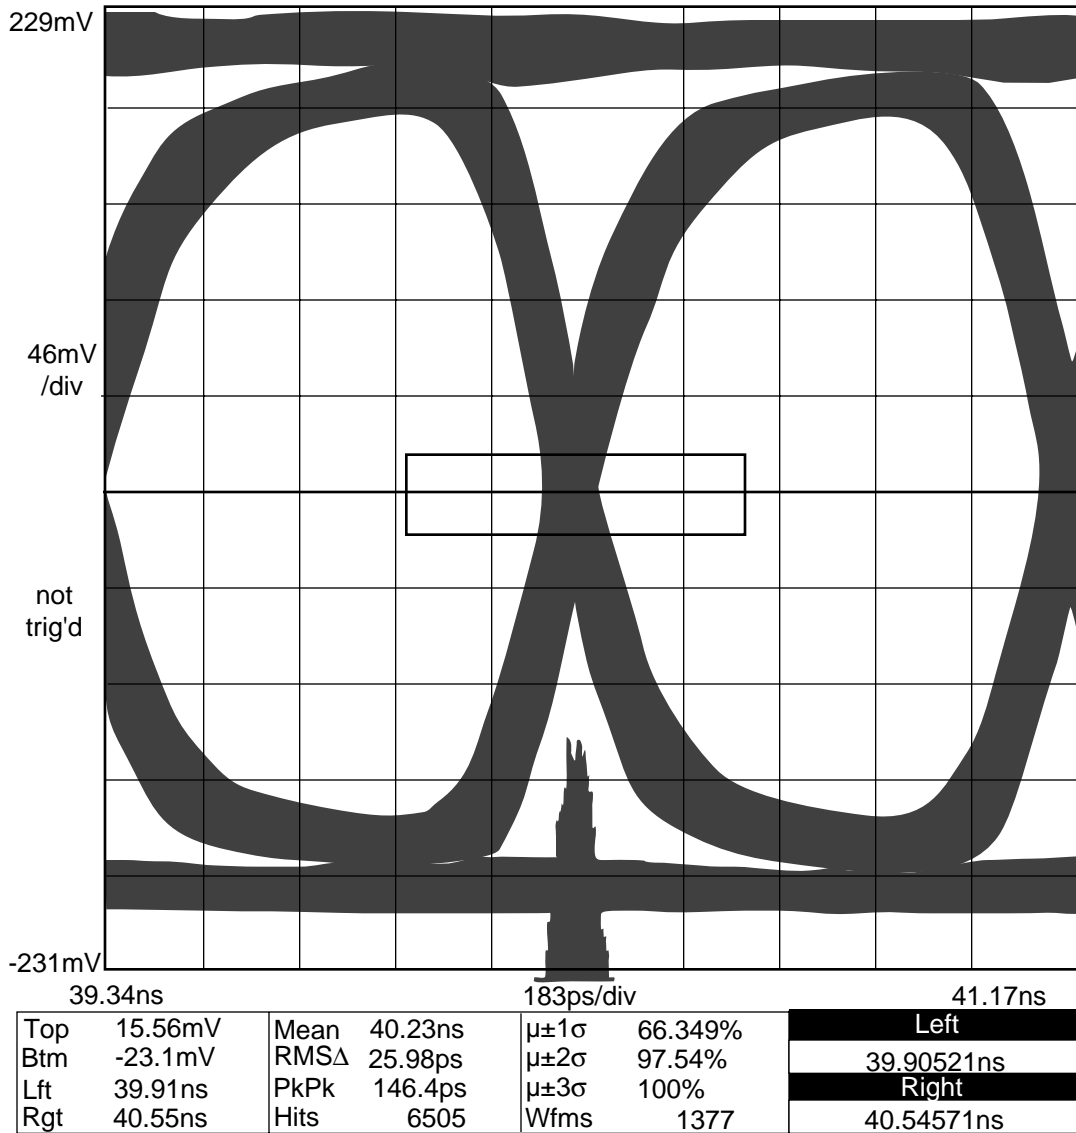 229mV
46mV
/div
not
trig'd
-231mV
39.34ns 183ps/div 41.17ns
Top 15.56mV Mean 40.23ns µ±1σ 66.349% Left
Btm -23.1mV RMSΔ 25.98ps µ±2σ 97.54% 39.90521ns
Lft 39.91ns PkPk 146.4ps µ±3σ 100% Right
Rgt 40.55ns Hits 6505 Wfms 1377 40.54571ns